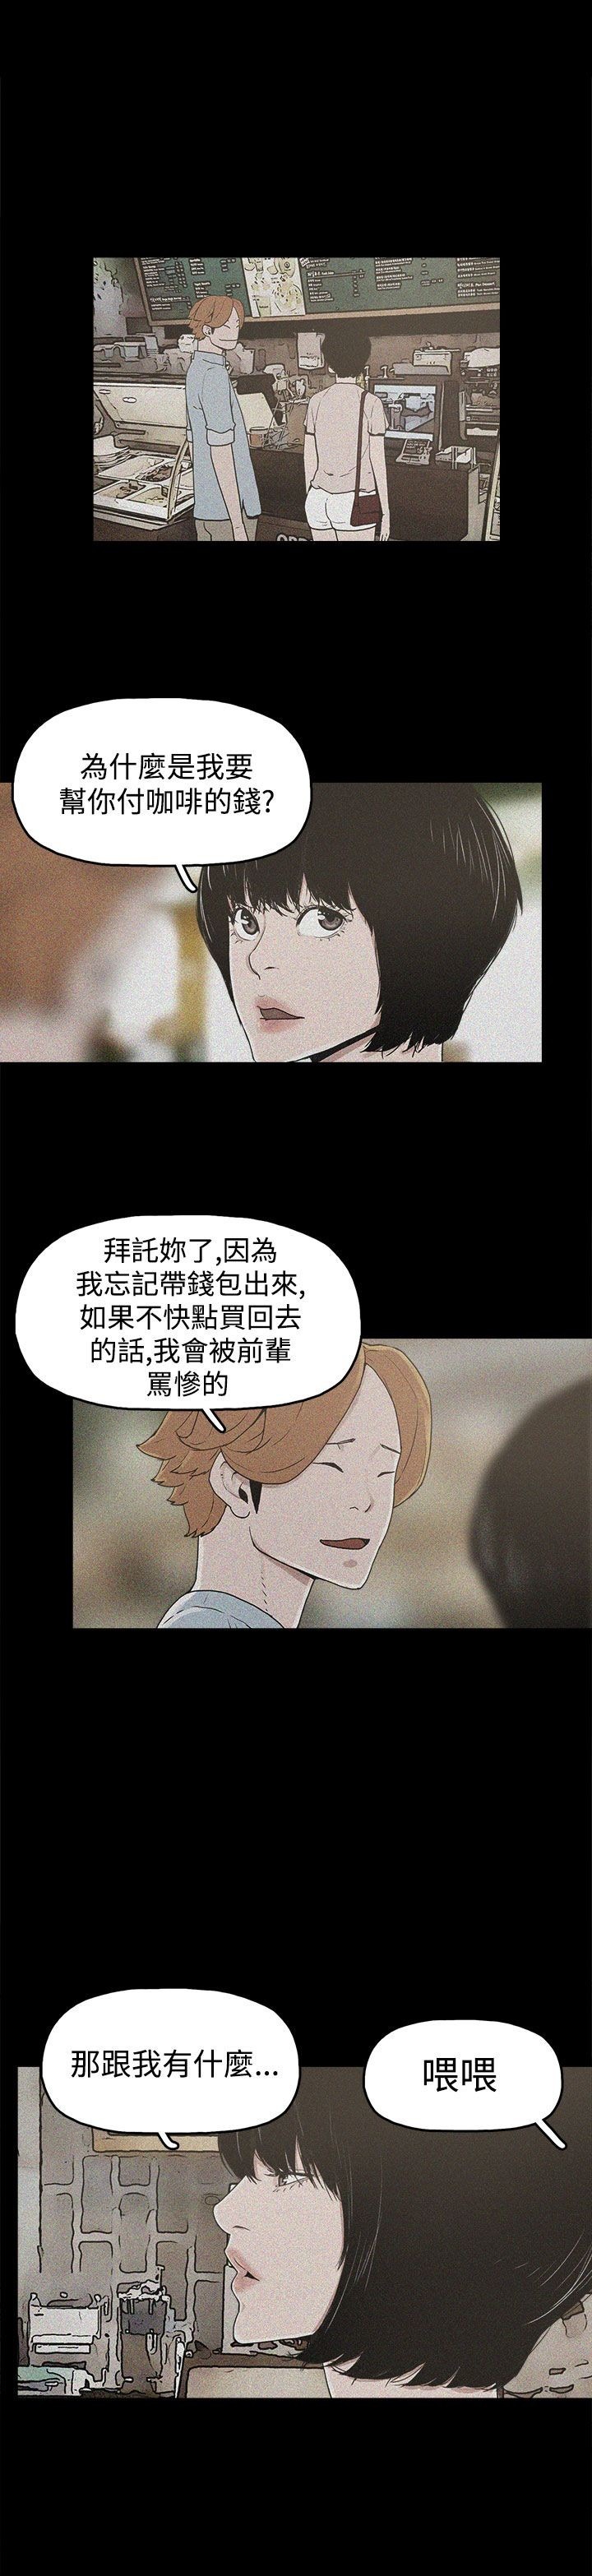 為什麼是我要
幫你付咖啡的錢?
拜託妳了,因為
我忘記帶錢包出來,
如果不快點買回去
的話,我會被前輩
罵慘的
那跟我有什麼...
喂喂